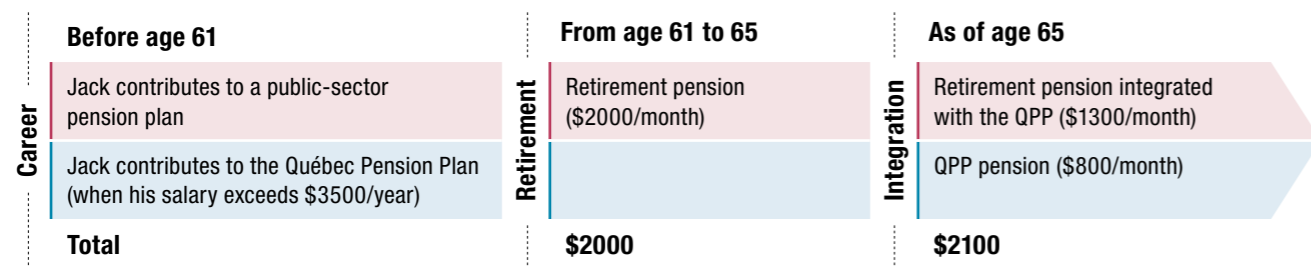 Before age 61
From age 61 to 65
As of age 65
Career
Jack contributes to a public-sector
pension plan
Jack contributes to the Québec Pension Plan
(when his salary exceeds $3500/year)
Retirement
Retirement pension
($2000/month)
Integration
Retirement pension integrated
with the QPP ($1300/month)
QPP pension ($800/month)
Total
$2000
$2100